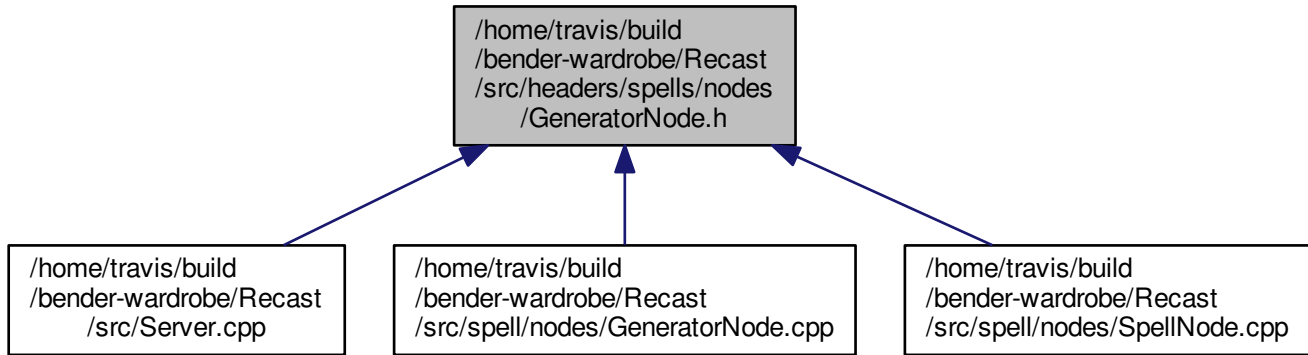 /home/travis/build
/bender-wardrobe/Recast
/src/headers/spells/nodes
/GeneratorNode.h
/home/travis/build
/bender-wardrobe/Recast
/src/Server.cpp
/home/travis/build
/bender-wardrobe/Recast
/src/spell/nodes/GeneratorNode.cpp
/home/travis/build
/bender-wardrobe/Recast
/src/spell/nodes/SpellNode.cpp